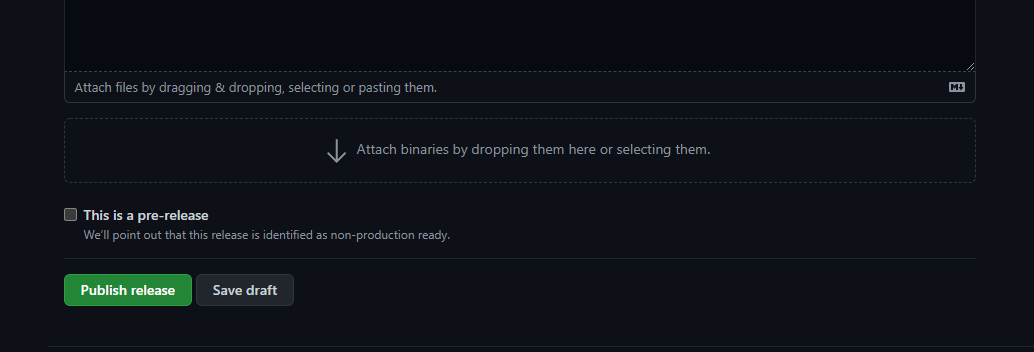 Attach files by dragging & dropping, selecting or pasting them.
Attach binaries by dropping them here or selecting them.
This is a pre-release
We'll point out that this release is identified as non-production ready.
Publish release
Save draft